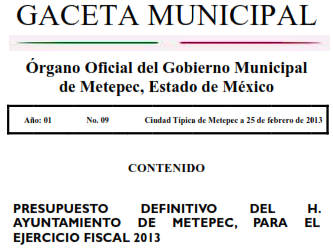 GACETA MUNICIPAL
Órgano Oficial del Gobierno Municipal
de Metepec, Estado de México
Año: 01 No. 09 Ciudad Típica de Metepec a 25 de febrero de 2013
CONTENIDO
PRESUPUESTO DEFINITIVO DEL H.
AYUNTAMIENTO DE METEPEC, PARA EL
EJERCICIO FISCAL 2013